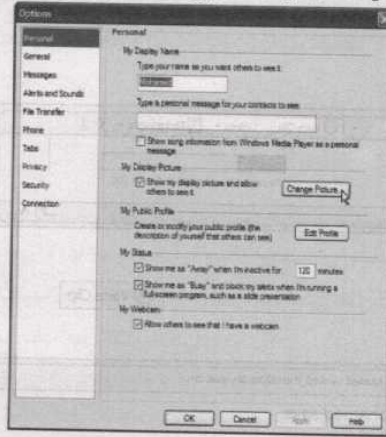 Options
Personal
General
Messages
Alerts and Sounds
File Transfer
Phone
Tabs
Privacy
Security
Connection
Personal
My Display Name
Type your name as you want others to see it:
Type a personal message for your contacts to see:
Show song information from Windows Media Player as a personal
message
My Display Picture
Show my display picture and allow
others to see it
Change Picture...
My Public Profile
Create or modify your public profile (the
description of yourself that others can see)
Edit Profile
My Status
Show me as "Away" when I'm inactive for 120 minutes
Show me as "Busy" and block my alerts when I'm running a
full-screen program, such as a slide presentation
My Webcam
Allow others to see that I have a webcam
OK
Cancel
Apply
Help